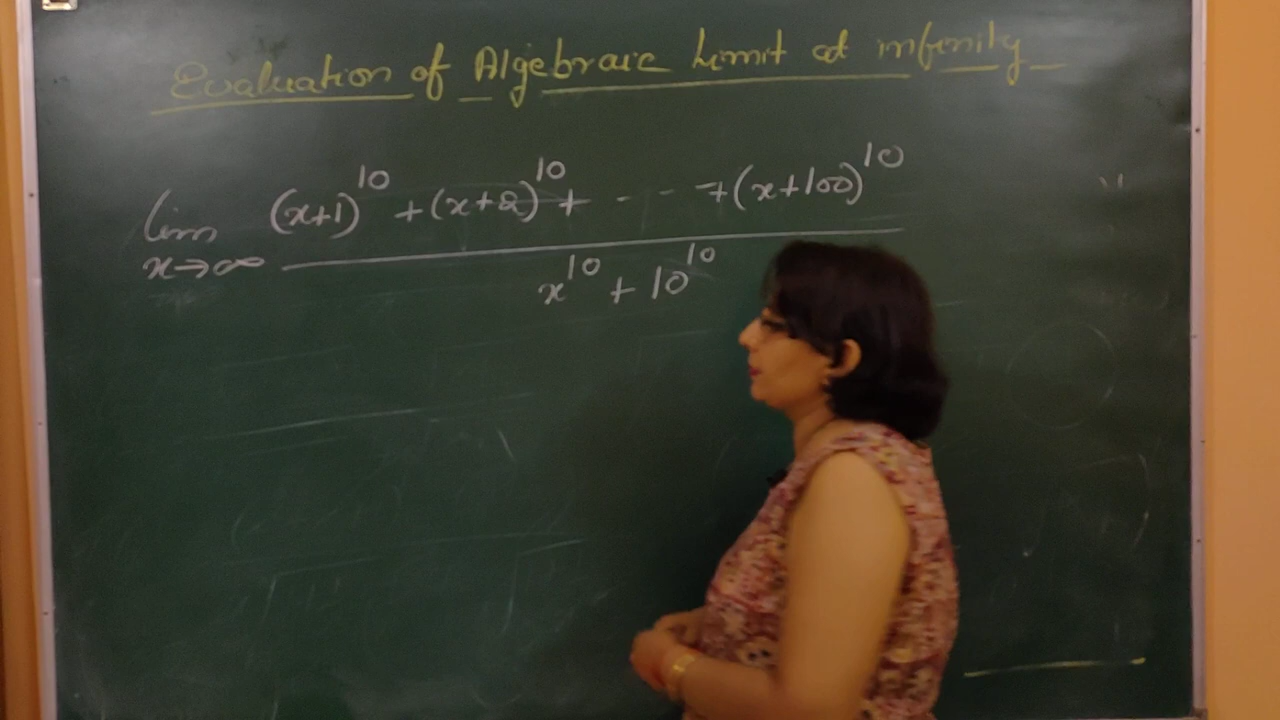 Evaluation of Algebraic Limit at infinity
lim x→∞ (x+1)^10 + (x+2)^10 + - - - + (x+100)^10
x^10 + 10^10